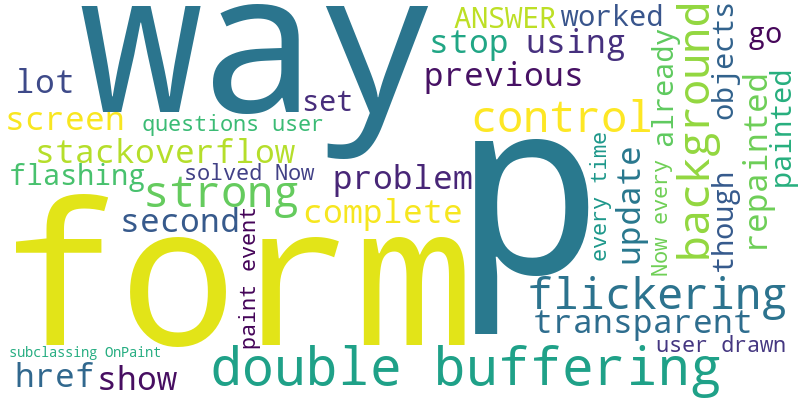 way
p
form
ANSWER
worked
stop
using
go
previous
lot
set
screen
questions user
control
background
already
objects
repainted
painted
stackoverflow
flashing
solved Now
problem
strong
second
complete
every time
update
Now every
though
paint event
flickering
transparent
user drawn
subclassing OnPaint
href
show
double buffering